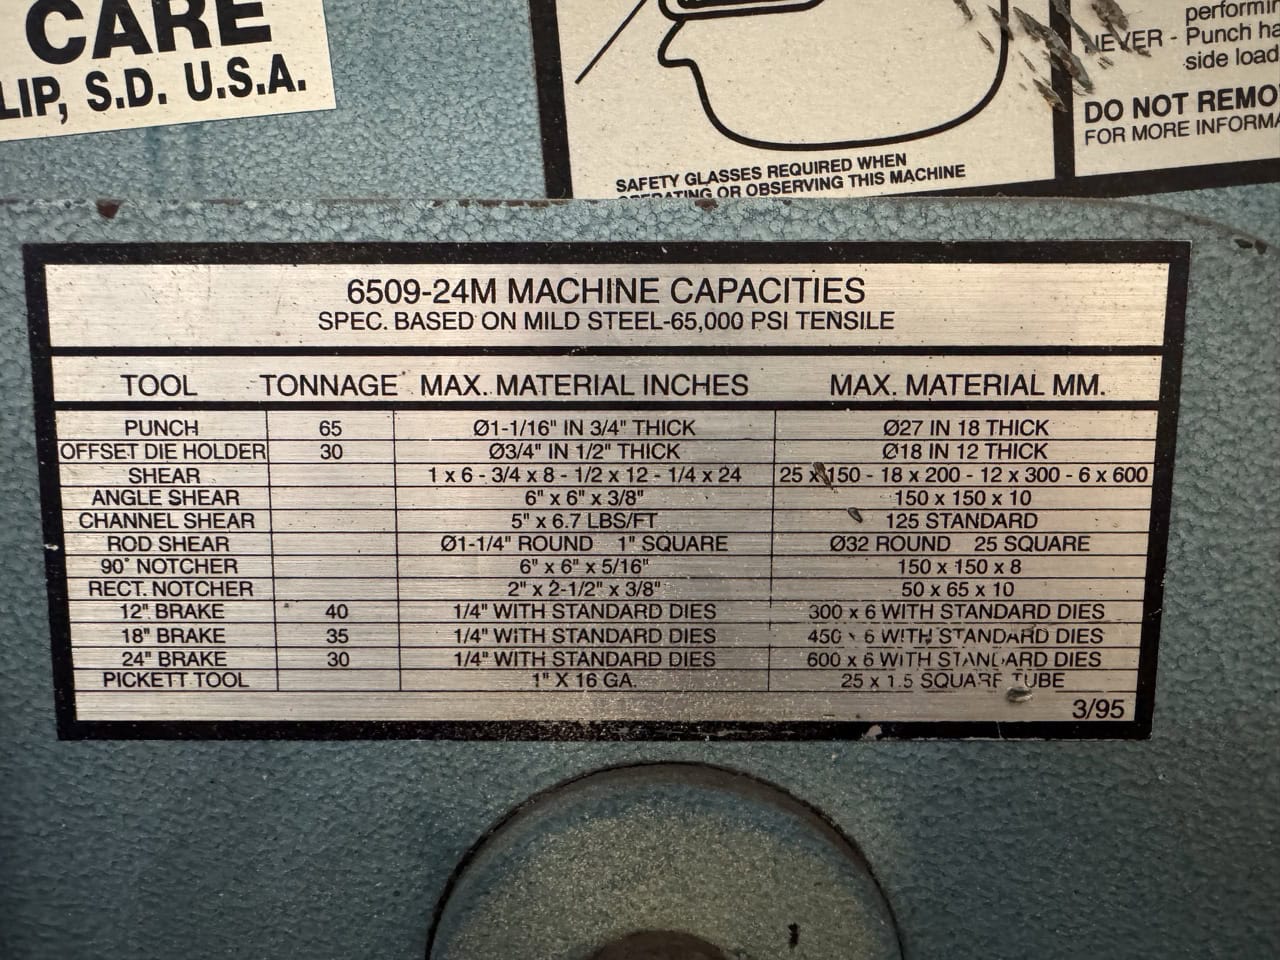 CARE
LIP, S.D. U.S.A.
SAFETY GLASSES REQUIRED WHEN
OPERATING OR OBSERVING THIS MACHINE
NEVER - Punch
side load
DO NOT
FOR MORE
6509-24M MACHINE CAPACITIES
SPEC. BASED ON MILD STEEL-65,000 PSI TENSILE
TOOL TONNAGE MAX. MATERIAL INCHES MAX. MATERIAL MM.
PUNCH 65 Ø1-1/16" IN 3/4" THICK Ø27 IN 18 THICK
OFFSET DIE HOLDER 30 Ø3/4" IN 1/2" THICK Ø18 IN 12 THICK
SHEAR 1 x 6 - 3/4 x 8 - 1/2 x 12 - 1/4 x 24 25 x 150 - 18 x 200 - 12 x 300 - 6 x 600
ANGLE SHEAR 6" x 6" x 3/8" 150 x 150 x 10
CHANNEL SHEAR 5" x 6.7 LBS/FT 125 STANDARD
ROD SHEAR Ø1-1/4" ROUND 1" SQUARE Ø32 ROUND 25 SQUARE
90° NOTCHER 6" x 6" x 5/16" 150 x 150 x 8
RECT. NOTCHER 2" x 2-1/2" x 3/8" 50 x 65 x 10
12" BRAKE 40 1/4" WITH STANDARD DIES 300 x 6 WITH STANDARD DIES
18" BRAKE 35 1/4" WITH STANDARD DIES 450 x 6 WITH STANDARD DIES
24" BRAKE 30 1/4" WITH STANDARD DIES 600 x 6 WITH STANDARD DIES
PICKETT TOOL 1" X 16 GA. 25 x 1.5 SQUARE TUBE
3/95